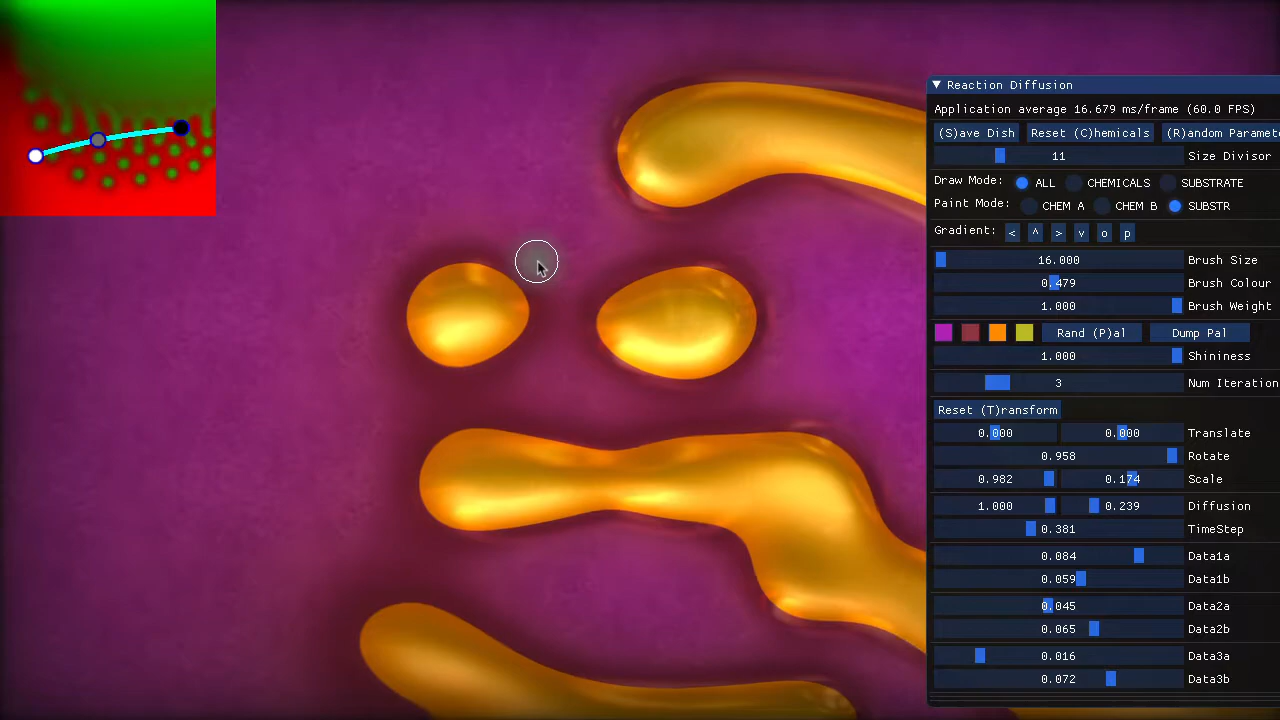 ▼ Reaction Diffusion
Application average 16.679 ms/frame (60.0 FPS)
(S)ave Dish Reset (C)hemicals (R)andom Paramet
11 Size Divisor
Draw Mode: ALL CHEMICALS SUBSTRATE
Paint Mode: CHEM A CHEM B SUBSTR
Gradient: < ^ > v o p
16.000 Brush Size
0.479 Brush Colour
1.000 Brush Weight
Rand (P)al Dump Pal
1.000 Shininess
3 Num Iteration
Reset (T)ransform
0.000 0.000 Translate
0.958 Rotate
0.982 0.174 Scale
1.000 0.239 Diffusion
0.381 TimeStep
0.084 Data1a
0.059 Data1b
0.045 Data2a
0.065 Data2b
0.016 Data3a
0.072 Data3b